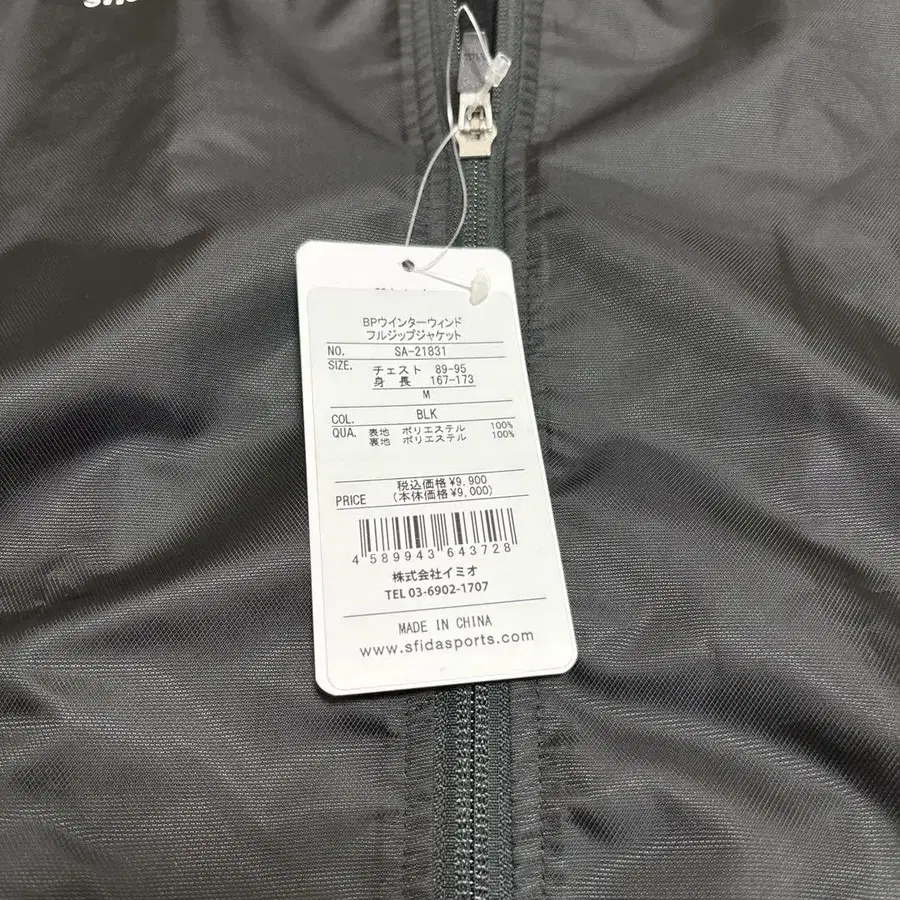 BPウインターウィンド
フルジップジャケット
NO. SA-21831
SIZE. チェスト 89-95
身 長 167-173
M
COL. BLK
QUA. 表地 ポリエステル 100%
裏地 ポリエステル 100%
税込価格¥9,900
PRICE (本体価格¥9,000)
4 589943 643728
株式会社イミオ
TEL 03-6902-1707
MADE IN CHINA
www.sfidasports.com